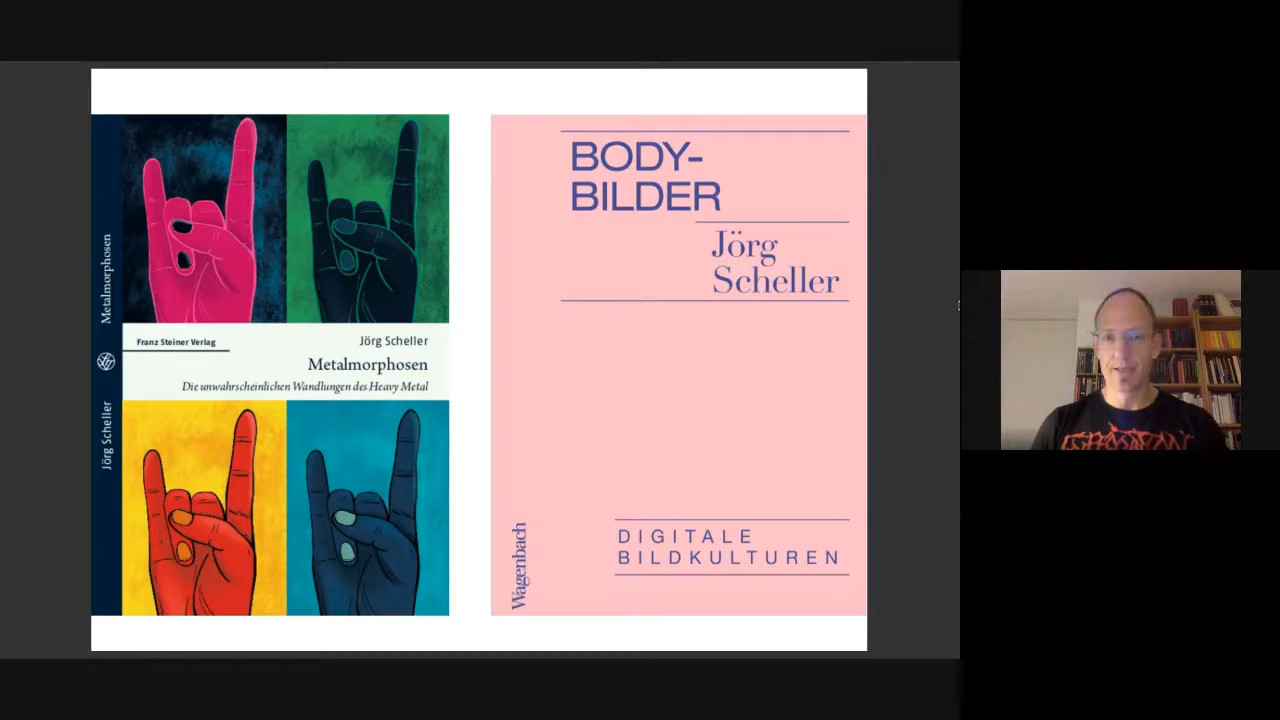 Metalmorphosen
Jörg Scheller
Franz Steiner Verlag
Jörg Scheller
Metalmorphosen
Die unwahrscheinlichen Wandlungen des Heavy Metal
BODY-
BILDER
Jörg
Scheller
Wagenbach
DIGITALE
BILDKULTUREN